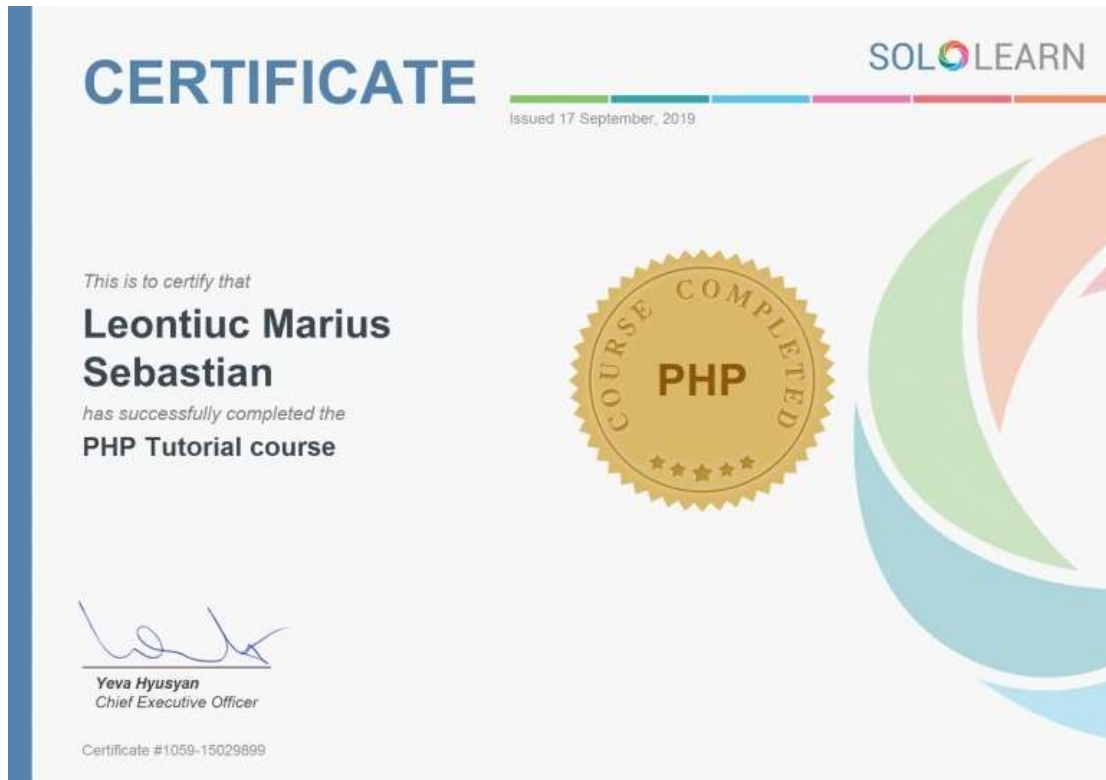 CERTIFICATE
SOLOLEARN
Issued 17 September, 2019
This is to certify that
Leontiuc Marius
Sebastian
has successfully completed the
PHP Tutorial course
COURSE COMPLETED
PHP
Yeva Hyusyan
Chief Executive Officer
Certificate #1059-15029899